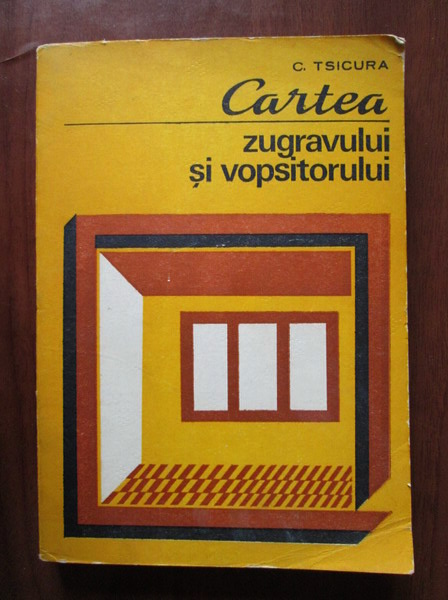 C. TSICURA
Cartea
zugravului
și vopsitorului